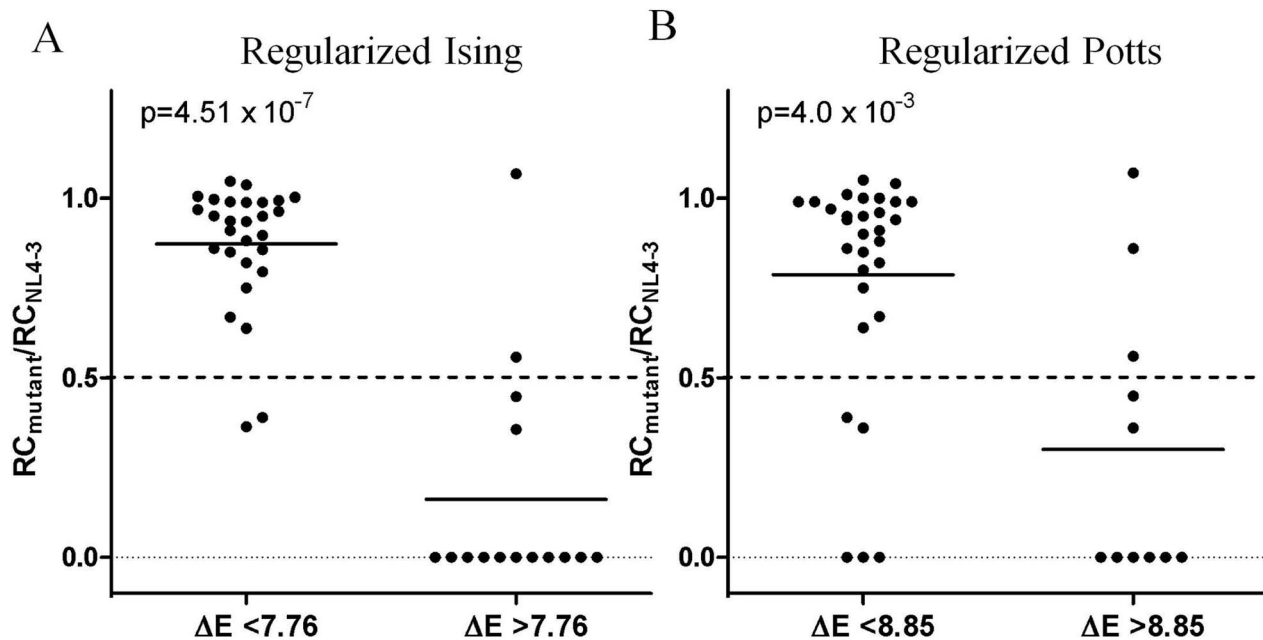 A
Regularized Ising
p=4.51 x 10⁻⁷
RCmutant/RCNL4-3
1.0
0.5
0.0
ΔE <7.76
ΔE >7.76
B
Regularized Potts
p=4.0 x 10⁻³
RCmutant/RCNL4-3
1.0
0.5
0.0
ΔE <8.85
ΔE >8.85